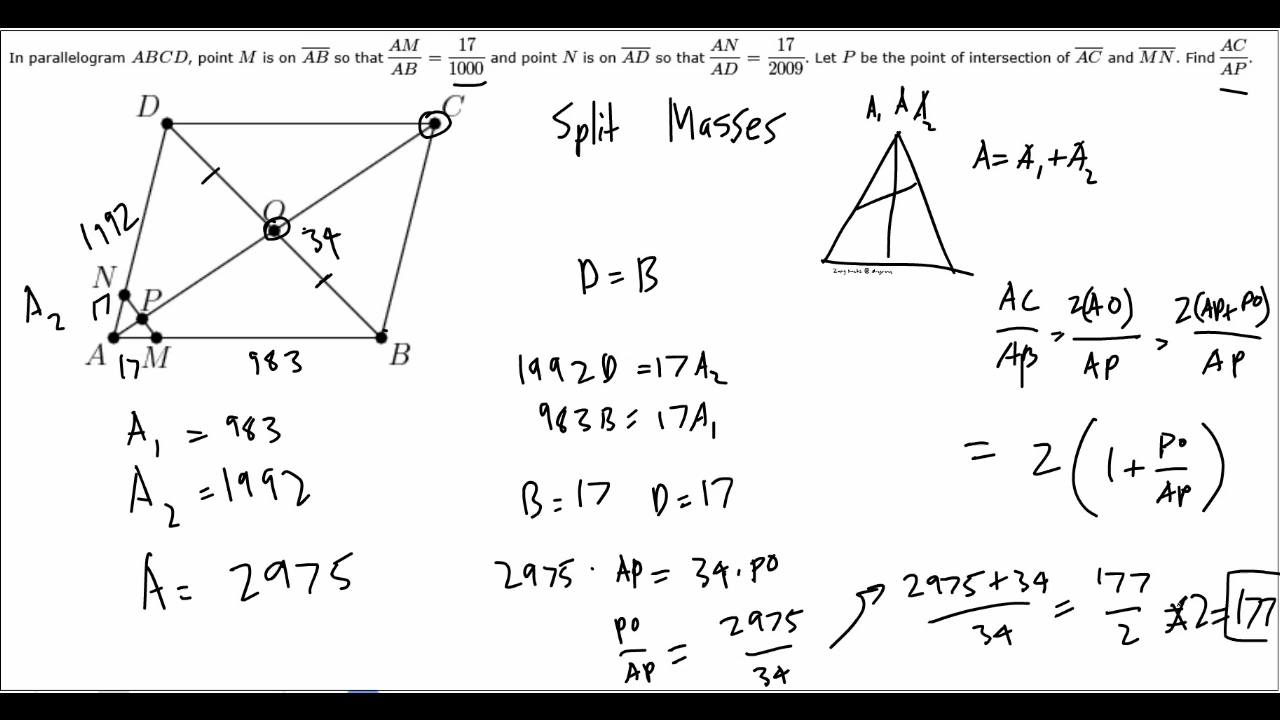 In parallelogram ABCD, point M is on AB so that AM/AB = 17/1000 and point N is on AD so that AN/AD = 17/2009. Let P be the point of intersection of AC and MN. Find AC/AP.
D
C
Split Masses
A₁ A A₂
A = A₁ + A₂
1992
O
34
N
P
A₂
17
A
17
M
983
B
D = B
1992D = 17A₂
983B = 17A₁
B = 17 D = 17
A₁ = 983
A₂ = 1992
A = 2975
AC/AP = 2(AO)/AP = 2(AP+PO)/AP
= 2(1 + PO/AP)
2975 · AP = 34 · PO
PO/AP = 2975/34
2975+34/34 = 177/2 x2 = 177